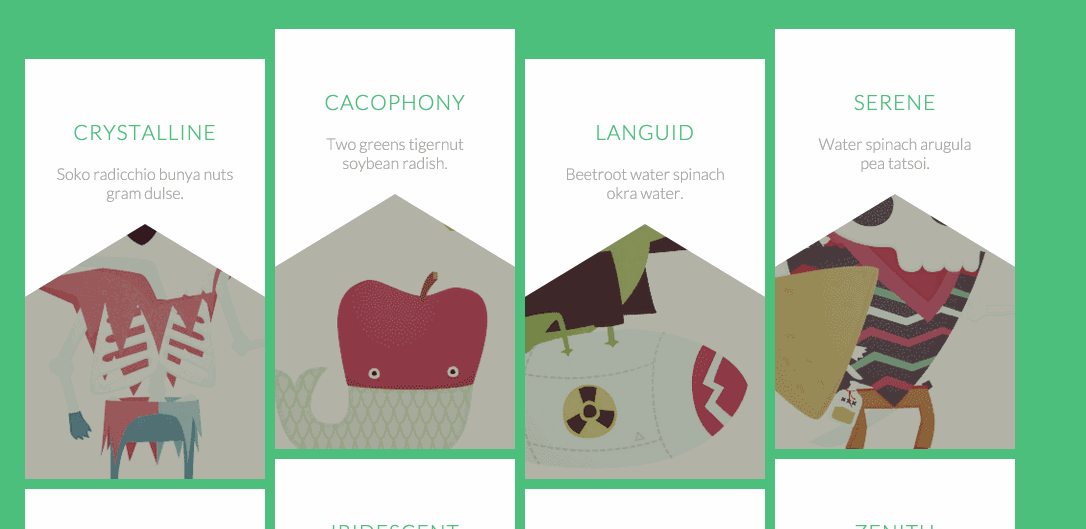 CRYSTALLINE
Soko radicchio bunya nuts
gram dulse.
CACOPHONY
Two greens tigernut
soybean radish.
LANGUID
Beetroot water spinach
okra water.
SERENE
Water spinach arugula
pea tatsoi.
IRIDESCENT
ZENITH